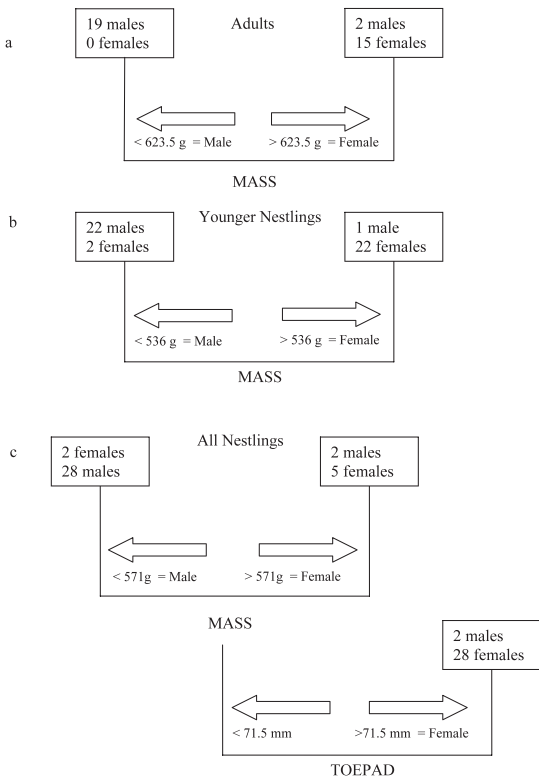 a
19 males
0 females
Adults
2 males
15 females
< 623.5 g = Male
> 623.5 g = Female
MASS
b
22 males
2 females
Younger Nestlings
1 male
22 females
< 536 g = Male
> 536 g = Female
MASS
c
2 females
28 males
All Nestlings
2 males
5 females
< 571g = Male
> 571g = Female
MASS
2 males
28 females
< 71.5 mm
>71.5 mm = Female
TOEPAD